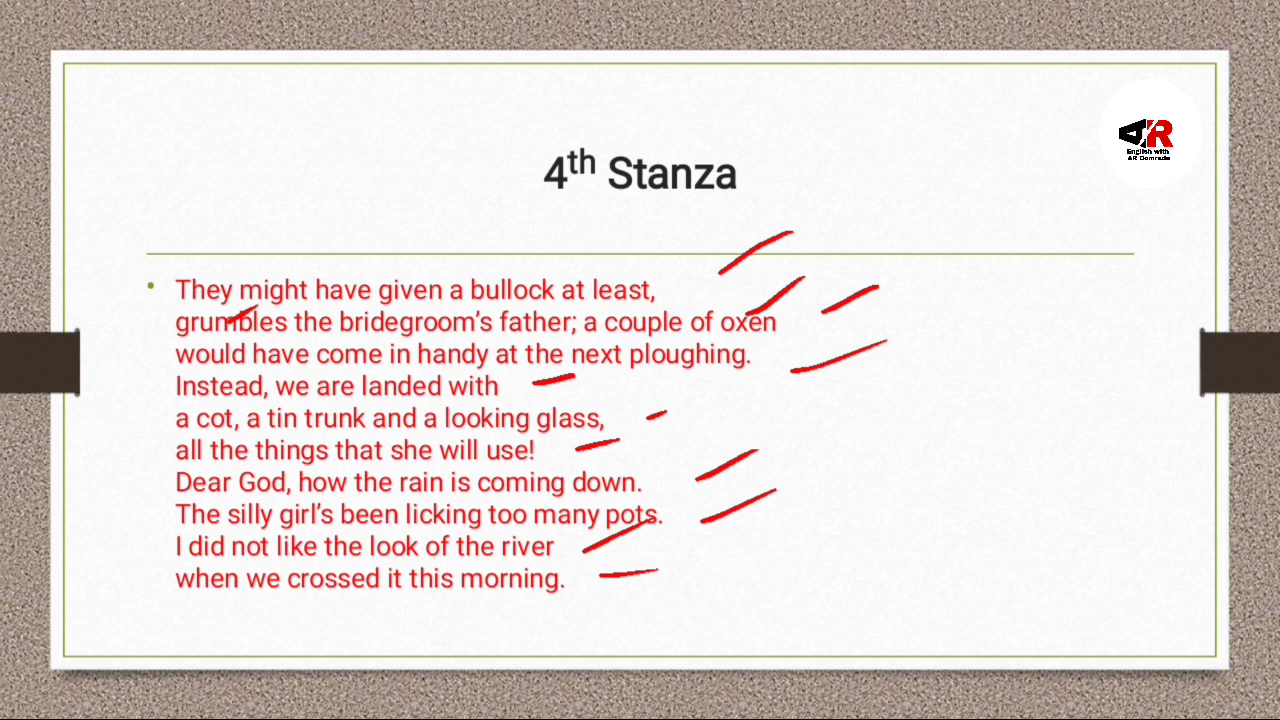 AR
English with
AR Comrade
4th Stanza
• They might have given a bullock at least,
grumbles the bridegroom's father; a couple of oxen
would have come in handy at the next ploughing.
Instead, we are landed with
a cot, a tin trunk and a looking glass,
all the things that she will use!
Dear God, how the rain is coming down.
The silly girl's been licking too many pots.
I did not like the look of the river
when we crossed it this morning.